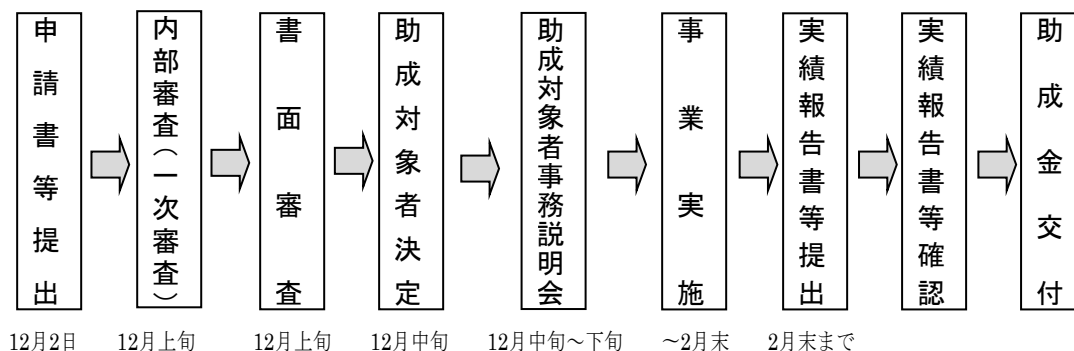 申請書等提出
内部審査(一次審査)
書面審査
助成対象者決定
助成対象者事務説明会
事業実施
実績報告書等提出
実績報告書等確認
助成金交付
12月2日
12月上旬
12月上旬
12月中旬
12月中旬～下旬
～2月末
2月末まで